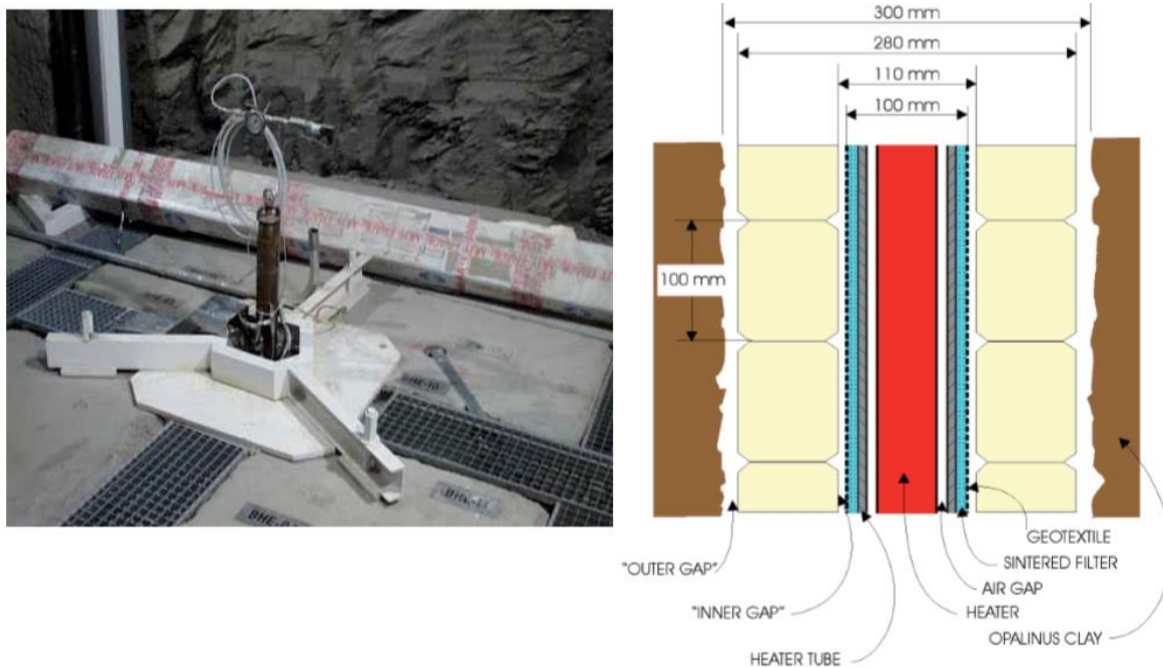 300 mm
280 mm
110 mm
100 mm
100 mm
GEOTEXTILE
"OUTER GAP"
SINTERED FILTER
AIR GAP
"INNER GAP"
HEATER
OPALINUS CLAY
HEATER TUBE